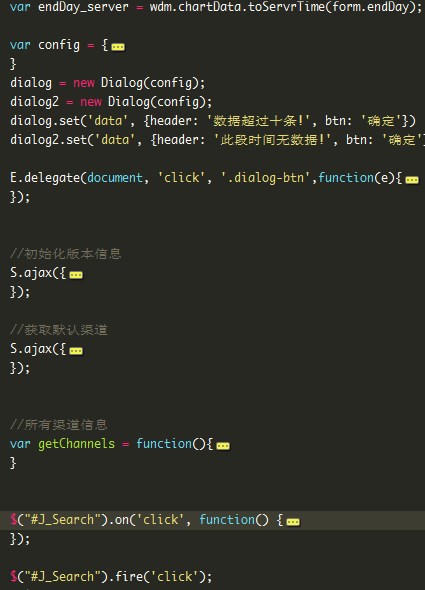 var endDay_server = wdm.chartData.toServrTime(form.endDay);
var config = {
}
dialog = new Dialog(config);
dialog2 = new Dialog(config);
dialog.set('data', {header: '数据超过十条!', btn: '确定'})
dialog2.set('data', {header: '此段时间无数据!', btn: '确定'
E.delegate(document, 'click', '.dialog-btn',function(e){
});
//初始化版本信息
S.ajax({
});
//获取默认渠道
S.ajax({
});
//所有渠道信息
var getChannels = function(){
}
$("#J_Search").on('click', function() {
});
$("#J_Search").fire('click');